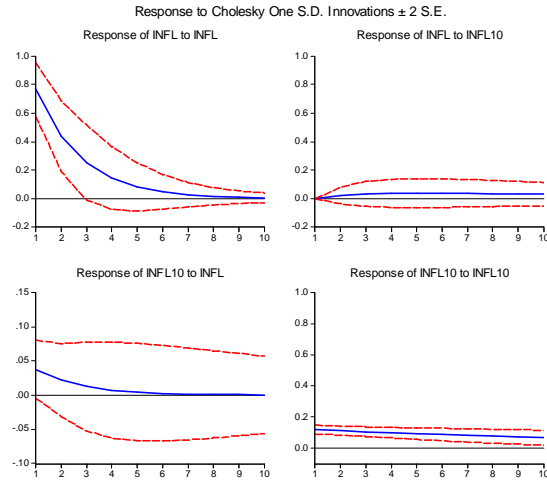 Response to Cholesky One S.D. Innovations ± 2 S.E.
Response of INFL to INFL
1.0
0.8
0.6
0.4
0.2
0.0
-0.2
1 2 3 4 5 6 7 8 9 10
Response of INFL to INFL10
1.0
0.8
0.6
0.4
0.2
0.0
-0.2
1 2 3 4 5 6 7 8 9 10
Response of INFL10 to INFL
.15
.10
.05
.00
-.05
-.10
1 2 3 4 5 6 7 8 9 10
Response of INFL10 to INFL10
1.0
0.8
0.6
0.4
0.2
0.0
1 2 3 4 5 6 7 8 9 10